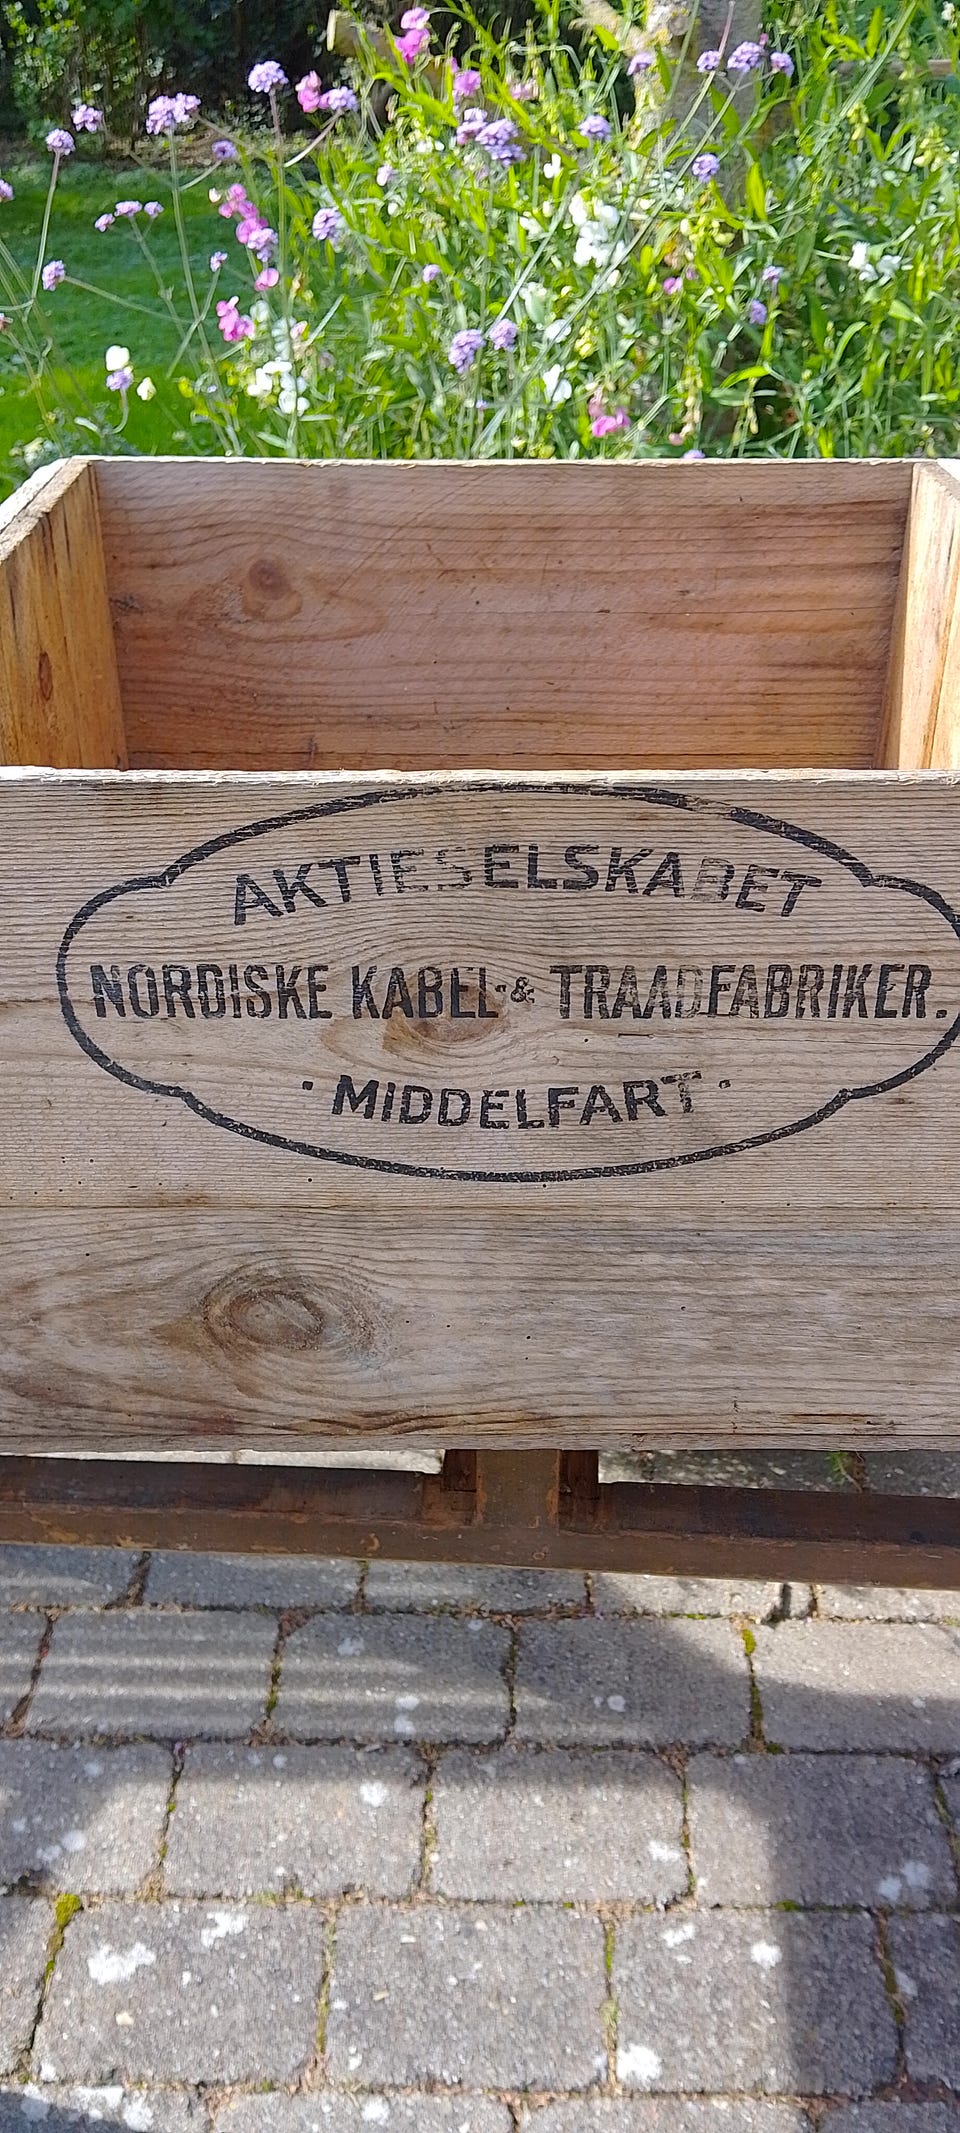 AKTIESELSKABET
NORDISKE KABEL- & TRAADFABRIKER.
· MIDDELFART ·